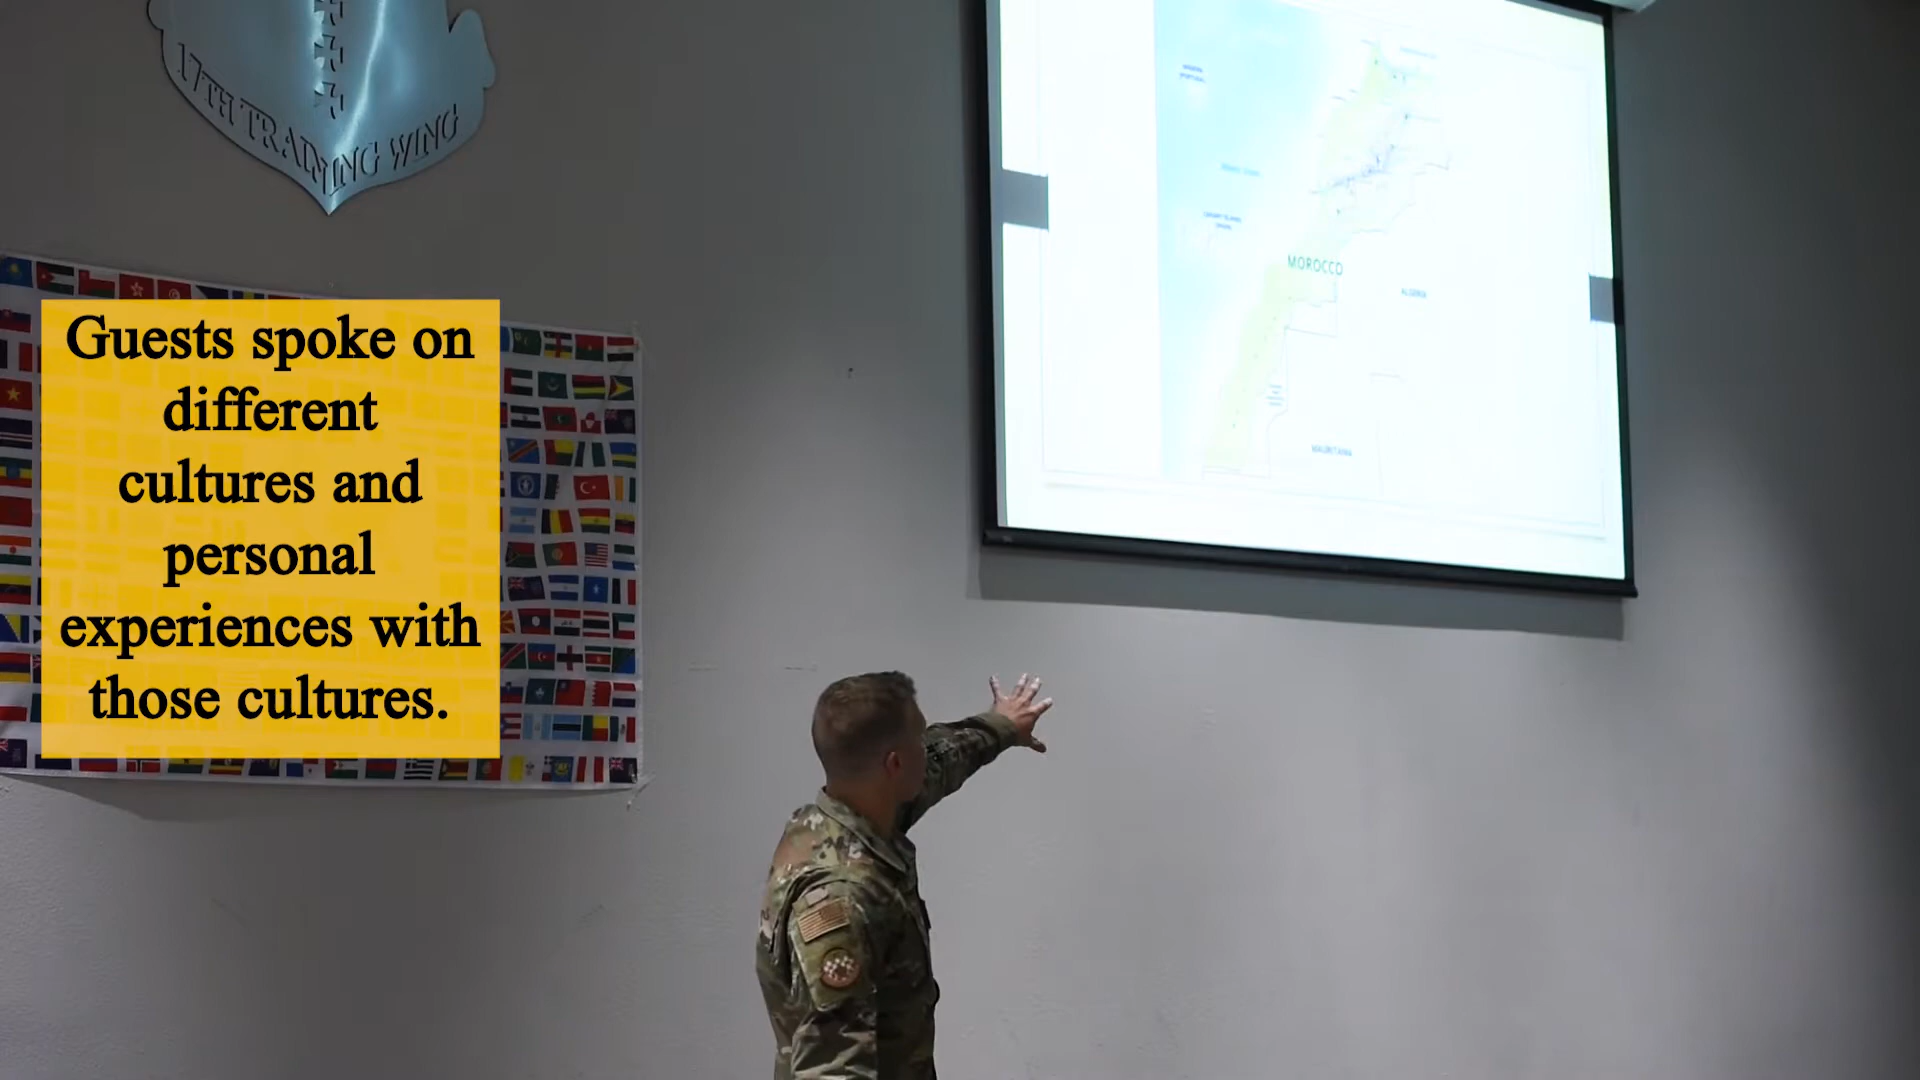 17TH TRAINING WING
Guests spoke on
different
cultures and
personal
experiences with
those cultures.
MOROCCO
ALGERIA
MAURITANIA